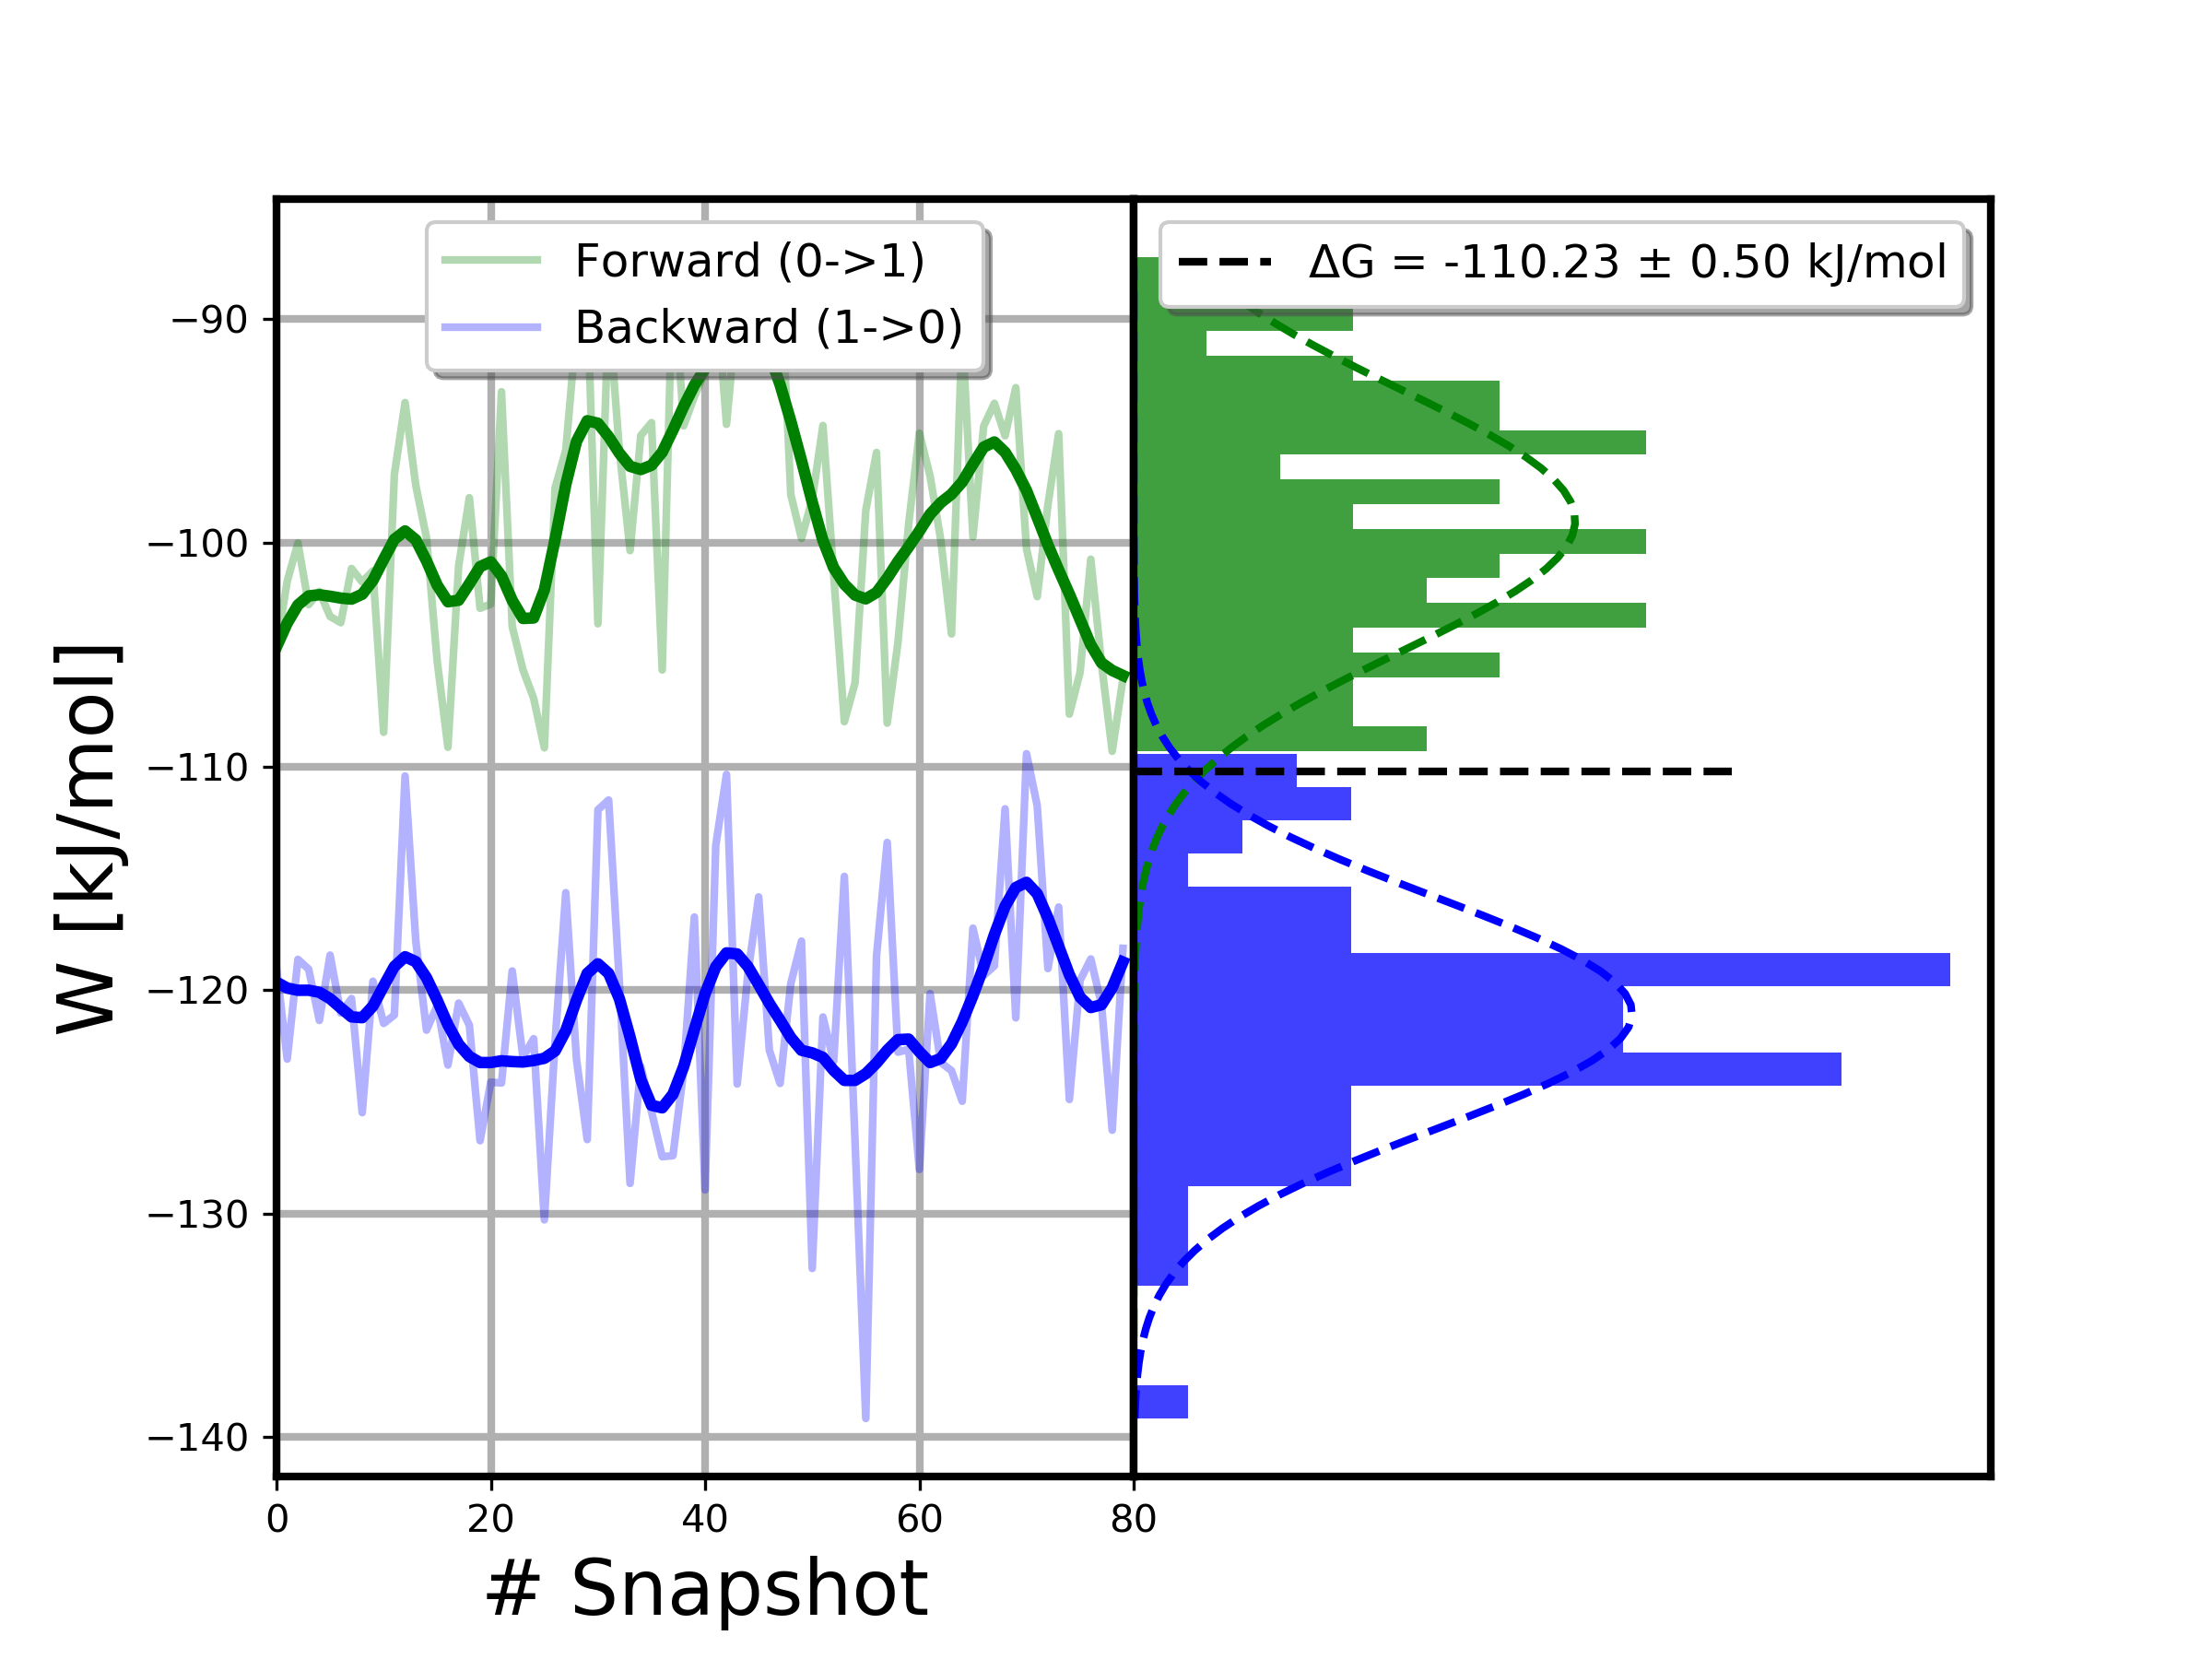 Forward (0->1)
Backward (1->0)
ΔG = -110.23 ± 0.50 kJ/mol
W [kJ/mol]
−90
−100
−110
−120
−130
−140
0 20 40 60 80
# Snapshot